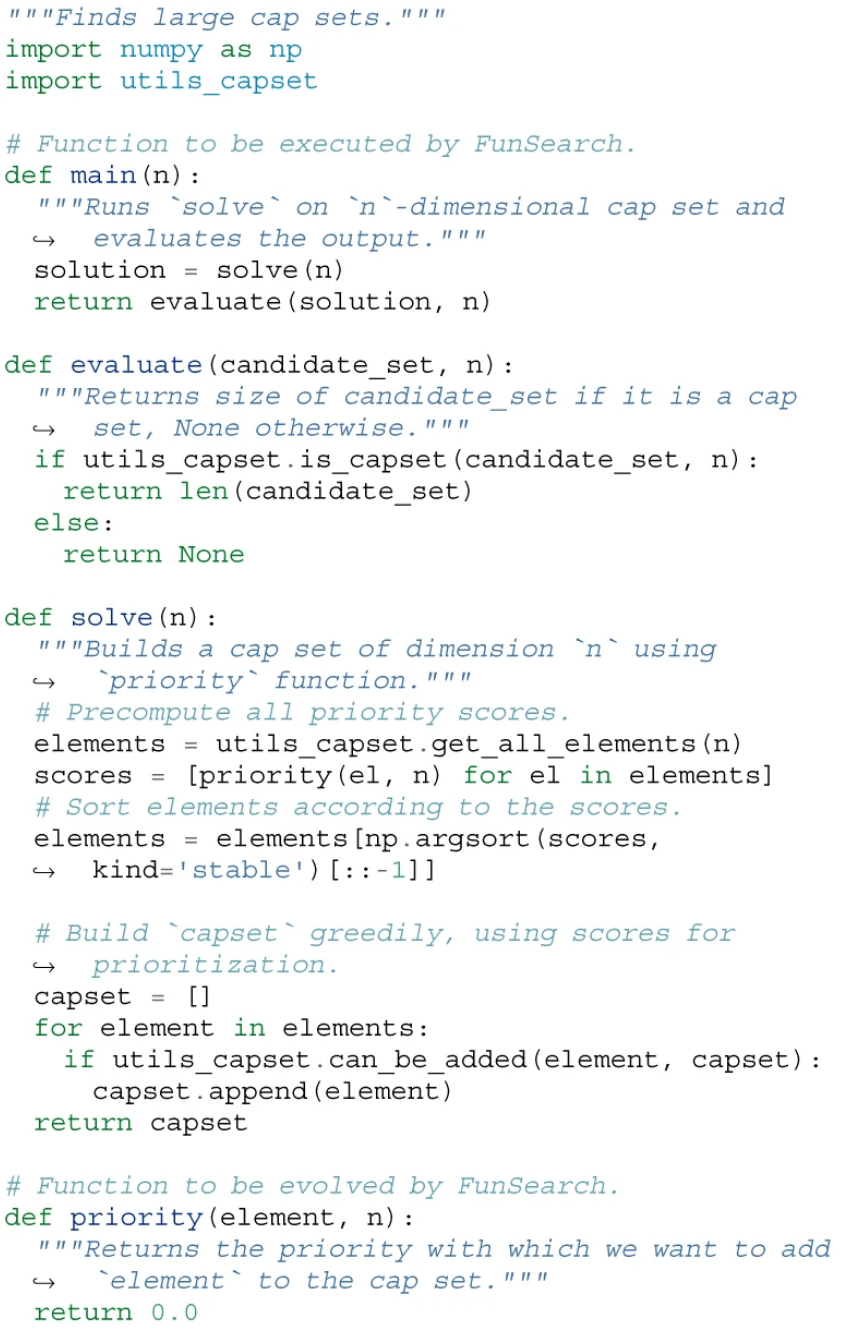 """Finds large cap sets."""
import numpy as np
import utils_capset

# Function to be executed by FunSearch.
def main(n):
  """Runs `solve` on `n`-dimensional cap set and
  ↪  evaluates the output."""
  solution = solve(n)
  return evaluate(solution, n)

def evaluate(candidate_set, n):
  """Returns size of candidate_set if it is a cap
  ↪  set, None otherwise."""
  if utils_capset.is_capset(candidate_set, n):
    return len(candidate_set)
  else:
    return None

def solve(n):
  """Builds a cap set of dimension `n` using
  ↪  `priority` function."""
  # Precompute all priority scores.
  elements = utils_capset.get_all_elements(n)
  scores = [priority(el, n) for el in elements]
  # Sort elements according to the scores.
  elements = elements[np.argsort(scores,
  ↪  kind='stable')[::-1]]

  # Build `capset` greedily, using scores for
  ↪  prioritization.
  capset = []
  for element in elements:
    if utils_capset.can_be_added(element, capset):
      capset.append(element)
  return capset

# Function to be evolved by FunSearch.
def priority(element, n):
  """Returns the priority with which we want to add
  ↪  `element` to the cap set."""
  return 0.0